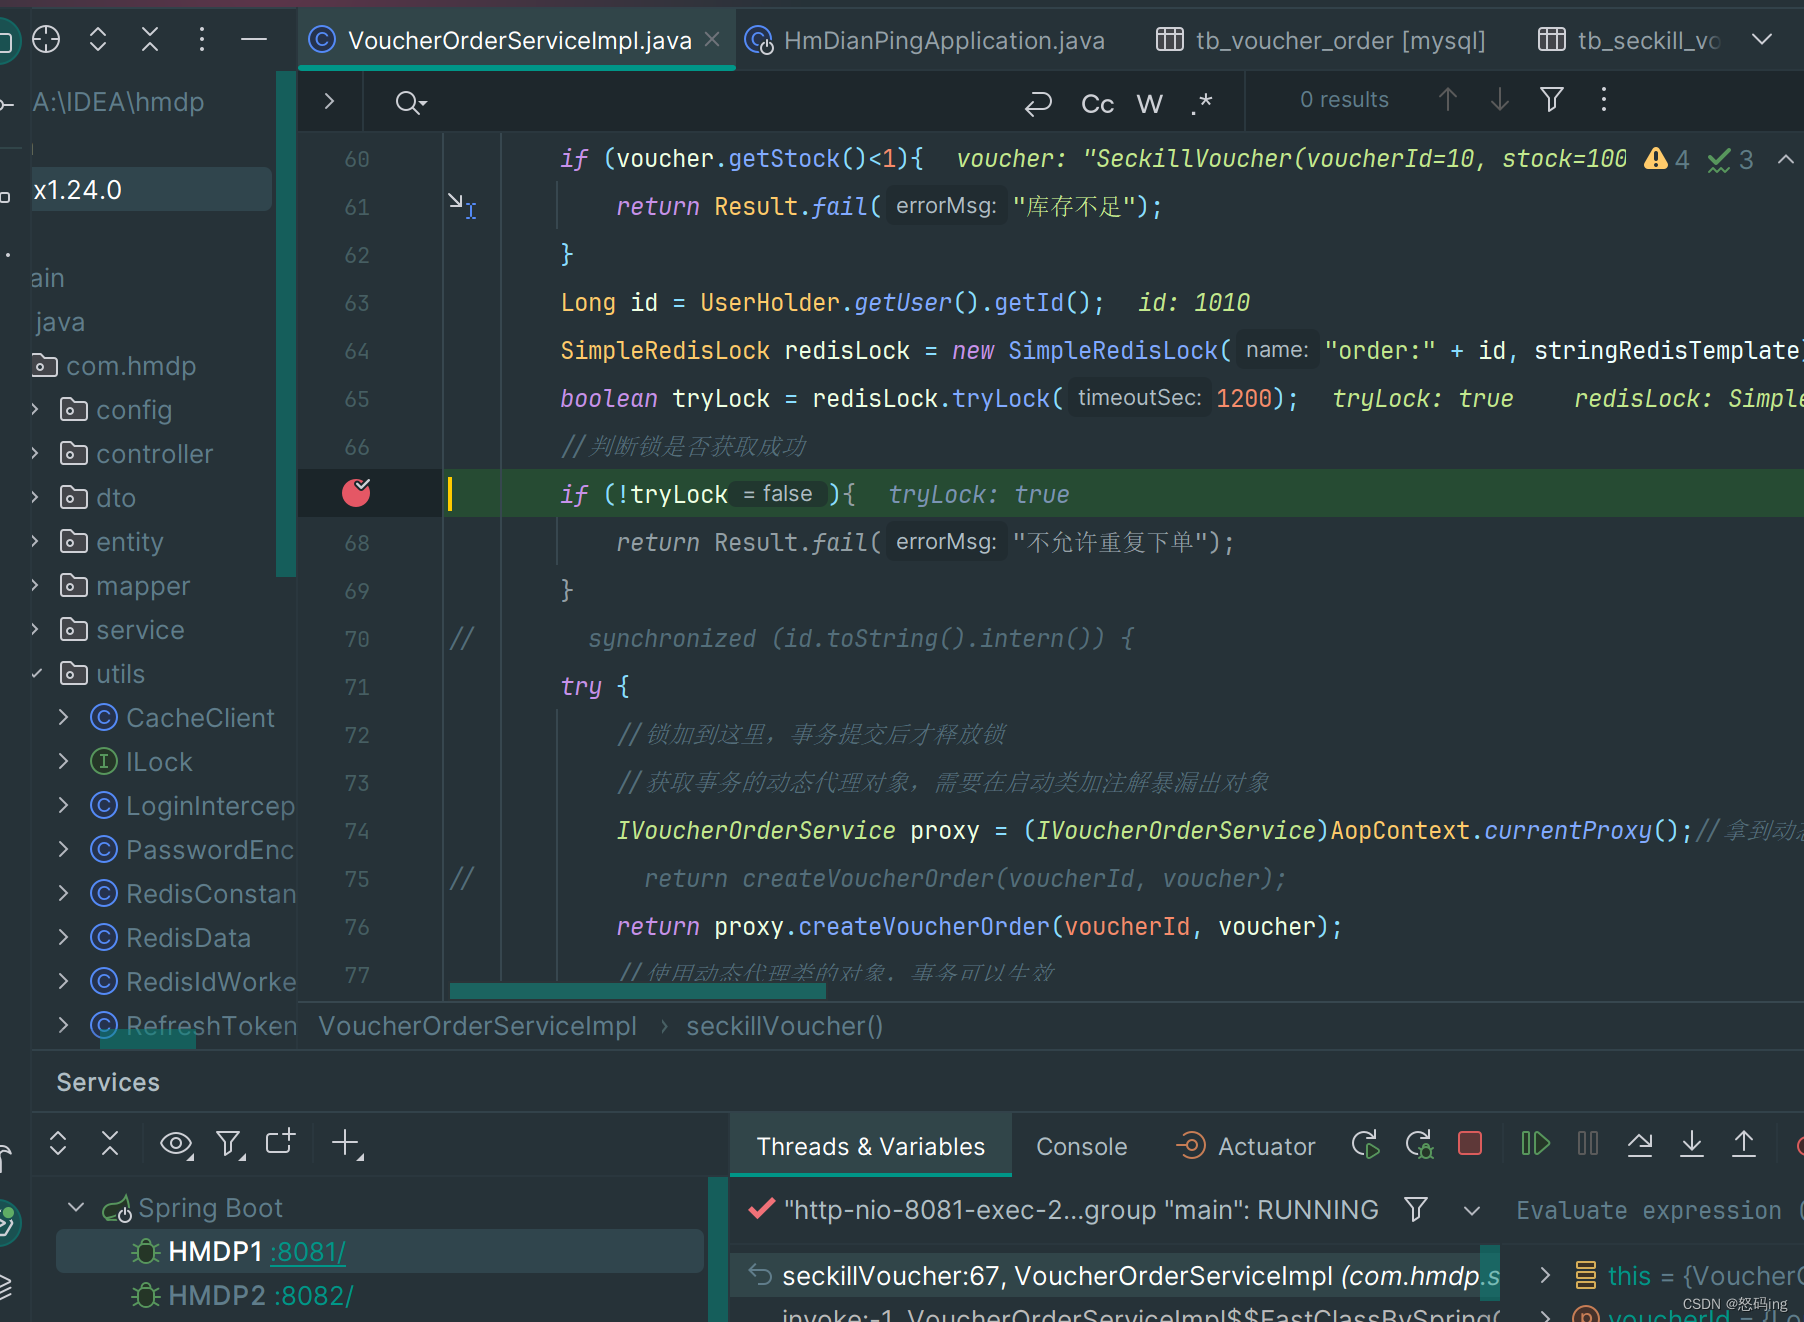 VoucherOrderServiceImpl.java
HmDianPingApplication.java
tb_voucher_order [mysql]
tb_seckill_vo
A:\IDEA\hmdp
Cc W .*
0 results
x1.24.0
ain
java
com.hmdp
config
controller
dto
entity
mapper
service
utils
CacheClient
ILock
LoginIntercep
PasswordEnc
RedisConstan
RedisData
RedisIdWorke
RefreshToken
60 if (voucher.getStock()<1){ voucher: "SeckillVoucher(voucherId=10, stock=100 4 3
61 return Result.fail( errorMsg: "库存不足");
62 }
63 Long id = UserHolder.getUser().getId(); id: 1010
64 SimpleRedisLock redisLock = new SimpleRedisLock( name: "order:" + id, stringRedisTemplate)
65 boolean tryLock = redisLock.tryLock( timeoutSec: 1200); tryLock: true redisLock: Simple
66 //判断锁是否获取成功
if (!tryLock = false ){ tryLock: true
68 return Result.fail( errorMsg: "不允许重复下单");
69 }
70 // synchronized (id.toString().intern()) {
71 try {
72 //锁加到这里，事务提交后才释放锁
73 //获取事务的动态代理对象，需要在启动类加注解暴漏出对象
74 IVoucherOrderService proxy = (IVoucherOrderService)AopContext.currentProxy();//拿到动态
75 // return createVoucherOrder(voucherId, voucher);
76 return proxy.createVoucherOrder(voucherId, voucher);
77 //使用动态代理类的对象，事务可以生效
VoucherOrderServiceImpl › seckillVoucher()
Services
Threads & Variables
Console
Actuator
Spring Boot
HMDP1 :8081/
HMDP2 :8082/
"http-nio-8081-exec-2...group "main": RUNNING
Evaluate expression (
seckillVoucher:67, VoucherOrderServiceImpl (com.hmdp.s
invoke:-1, VoucherOrderServiceImpl$$FastClassBySpringC
this = {VoucherO
voucherId = {Lo
CSDN @怒码ing